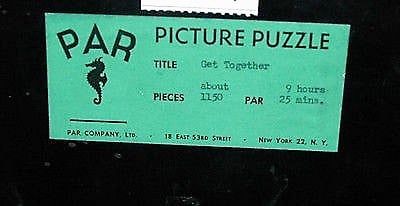 PAR
PICTURE PUZZLE
TITLE Get Together
about 9 hours
PIECES 1150 PAR 25 mins.
PAR COMPANY, LTD. · 18 EAST 53RD STREET · NEW YORK 22, N. Y.